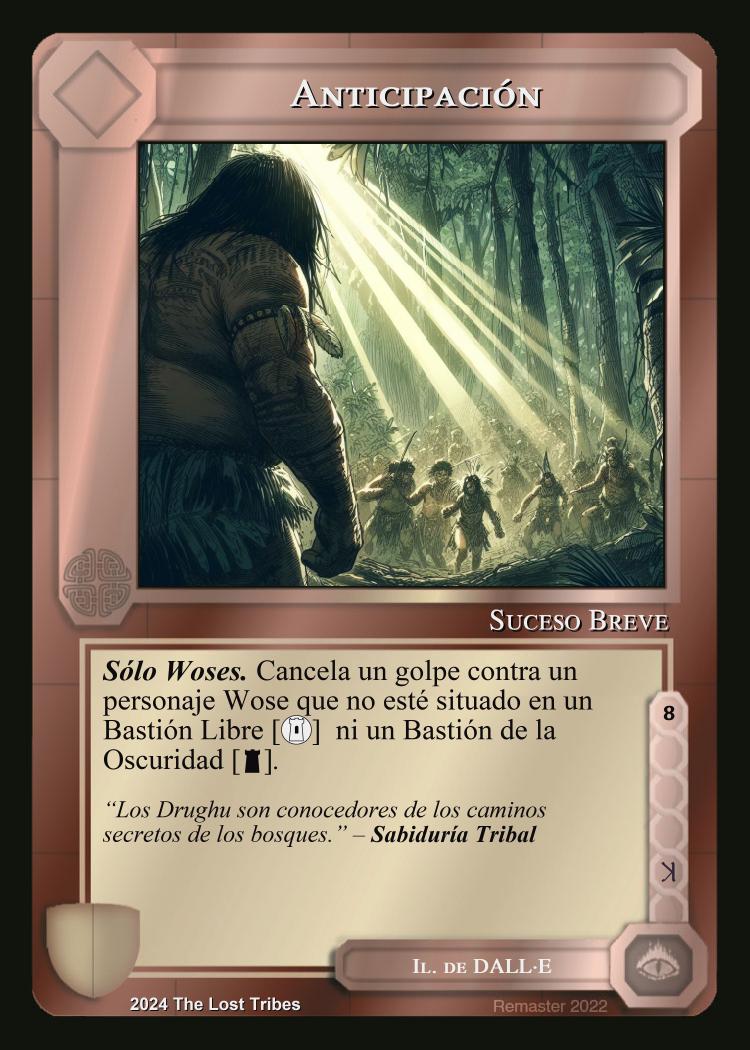 Anticipación
Suceso Breve
Sólo Woses. Cancela un golpe contra un
personaje Wose que no esté situado en un
Bastión Libre [ ] ni un Bastión de la
Oscuridad [ ].
8
“Los Drughu son conocedores de los caminos
secretos de los bosques.” – Sabiduría Tribal
Il. de DALL·E
2024 The Lost Tribes
Remaster 2022